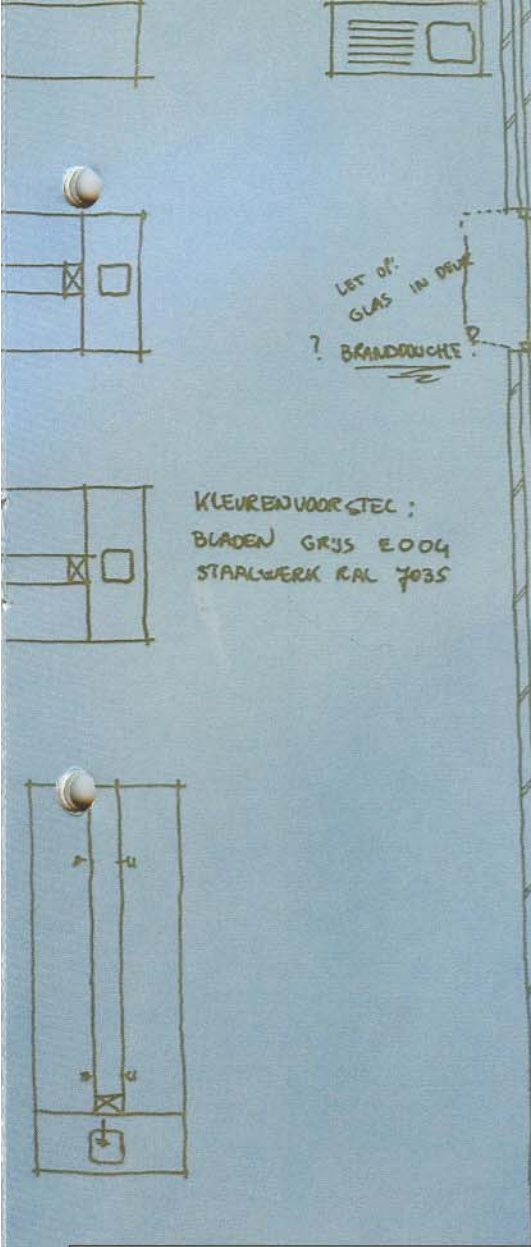 LET OP:
GLAS IN DEUR
? BRANDDOUCHE?
KLEURENVOORSTEL:
BLADEN GRIJS E004
STAALWERK RAL 7035